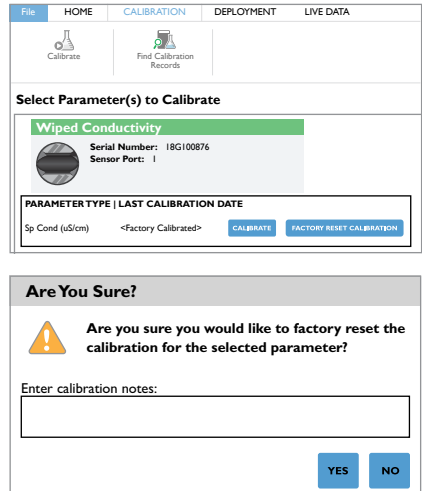 File HOME CALIBRATION DEPLOYMENT LIVE DATA
Calibrate
Find Calibration
Records
Select Parameter(s) to Calibrate
Wiped Conductivity
Serial Number: 18G100876
Sensor Port: 1
PARAMETER TYPE | LAST CALIBRATION DATE
Sp Cond (uS/cm) <Factory Calibrated> CALIBRATE FACTORY RESET CALIBRATION
Are You Sure?
Are you sure you would like to factory reset the
calibration for the selected parameter?
Enter calibration notes:
YES NO